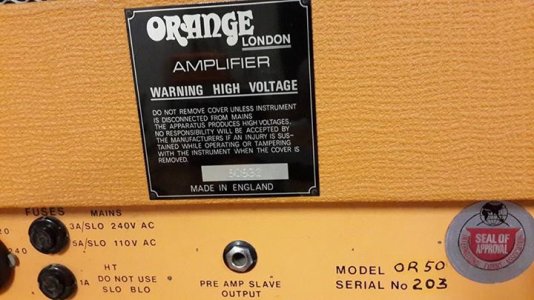 ORANGE
LONDON
AMPLIFIER
WARNING HIGH VOLTAGE
DO NOT REMOVE COVER UNLESS INSTRUMENT
IS DISCONNECTED FROM MAINS
THE APPARATUS PRODUCES HIGH VOLTAGES,
NO RESPONSIBILITY WILL BE ACCEPTED BY
THE MANUFACTURERS IF AN INJURY IS SUS-
TAINED WHILE OPERATING OR TAMPERING
WITH THE INSTRUMENT WHEN THE COVER IS
REMOVED.
MADE IN ENGLAND
FUSES MAINS
3A/SLO 240V AC
5A/SLO 110V AC
240
HT
1A DO NOT USE
SLO BLO
PRE AMP SLAVE
OUTPUT
MODEL OR50
SERIAL No 203
SEAL OF
APPROVAL